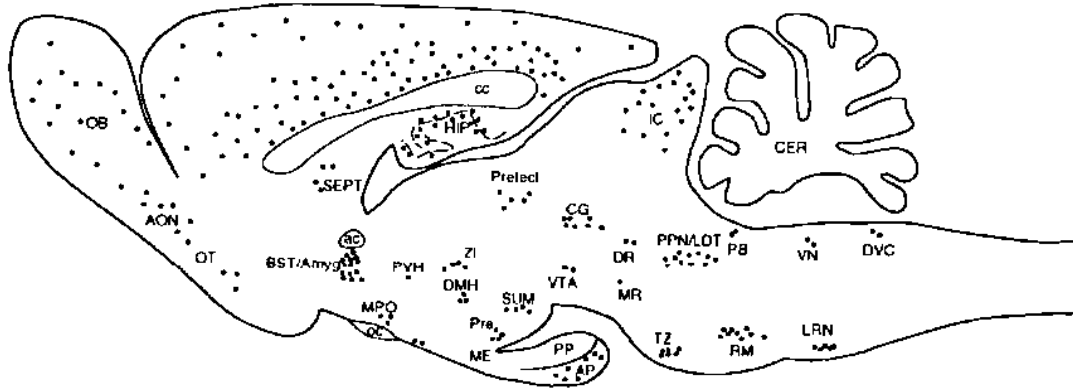 cc
OB
HIP
IC
CER
SEPT
Pretect
AON
CG
OT
ac
DR
PPN/LDT
PB
VN
DVC
BST/Amyg
PVH
ZI
DMH
VTA
MR
MPO
SUM
oc
Pre
ME
PP
AP
TZ
RM
LRN